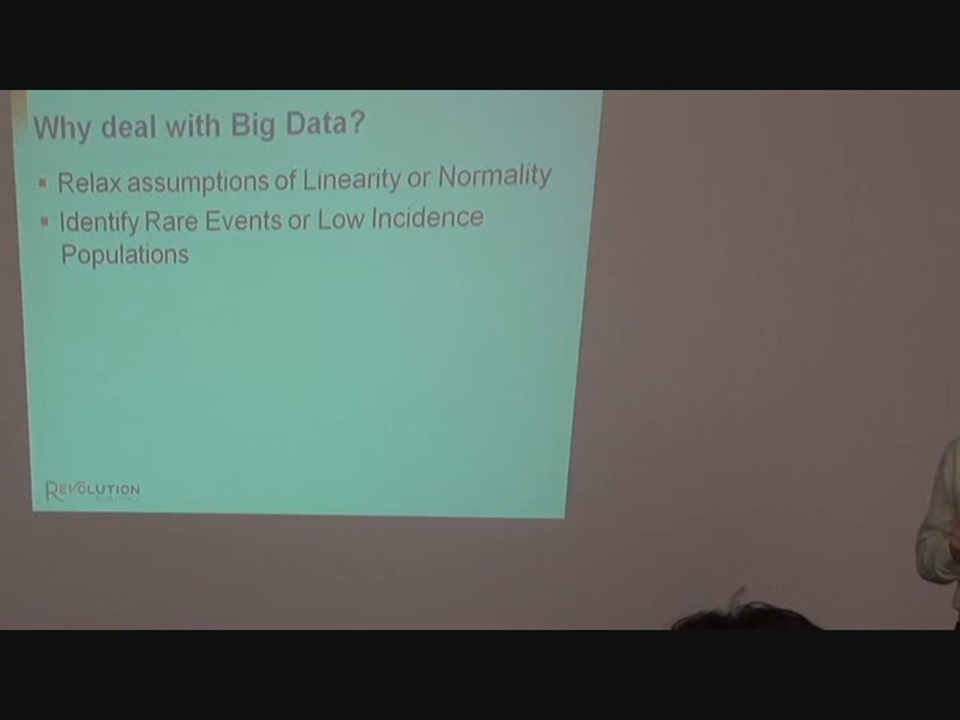 Why deal with Big Data?
▪ Relax assumptions of Linearity or Normality
▪ Identify Rare Events or Low Incidence
Populations
REVOLUTION